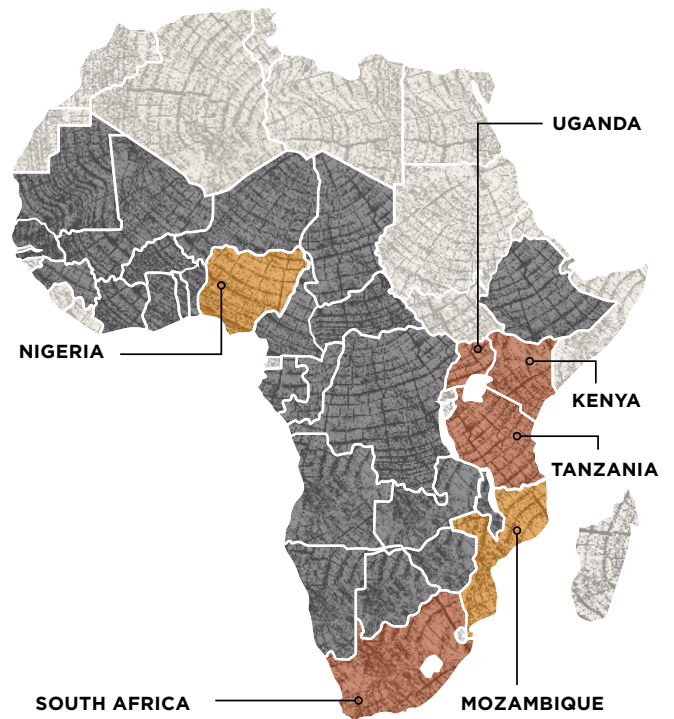 UGANDA
NIGERIA
KENYA
TANZANIA
SOUTH AFRICA
MOZAMBIQUE